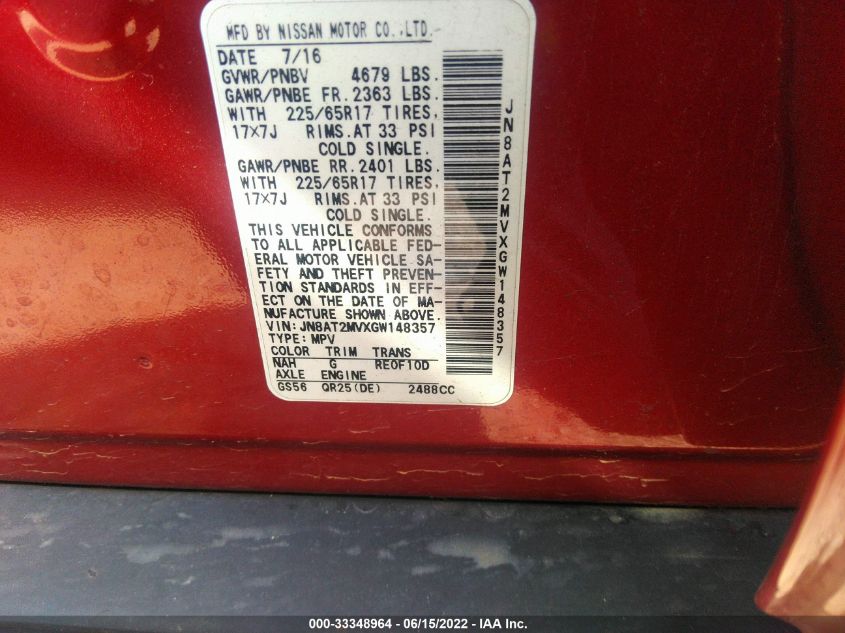 MFD BY NISSAN MOTOR CO.,LTD.
DATE 7/16
GVWR/PNBV 4679 LBS.
GAWR/PNBE FR. 2363 LBS.
WITH 225/65R17 TIRES,
17X7J RIMS. AT 33 PSI
COLD SINGLE.
GAWR/PNBE RR. 2401 LBS.
WITH 225/65R17 TIRES,
17X7J RIMS. AT 33 PSI
COLD SINGLE.
THIS VEHICLE CONFORMS
TO ALL APPLICABLE FED-
ERAL MOTOR VEHICLE SA-
FETY AND THEFT PREVEN-
TION STANDARDS IN EFF-
ECT ON THE DATE OF MA-
NUFACTURE SHOWN ABOVE.
VIN: JN8AT2MVXGW148357
TYPE: MPV
COLOR TRIM TRANS
NAH G RE0F10D
AXLE ENGINE
GS56 QR25(DE) 2488CC
JN8AT2MVXGW148357
000-33348964 - 06/15/2022 - IAA Inc.